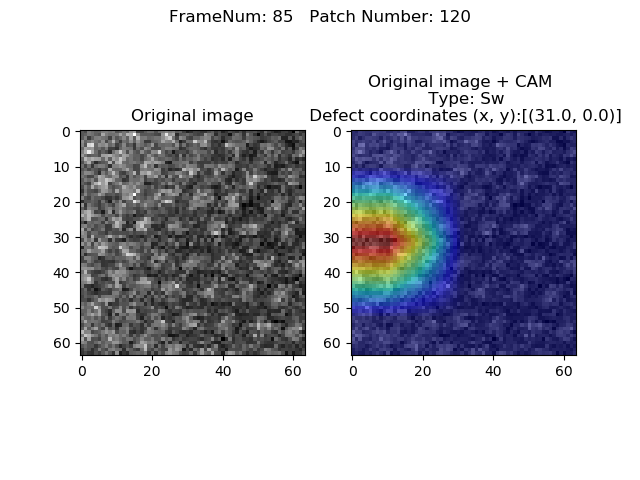 FrameNum: 85   Patch Number: 120
Original image
0
10
20
30
40
50
60
0 20 40 60
Original image + CAM
Type: Sw
Defect coordinates (x, y):[(31.0, 0.0)]
0
10
20
30
40
50
60
0 20 40 60